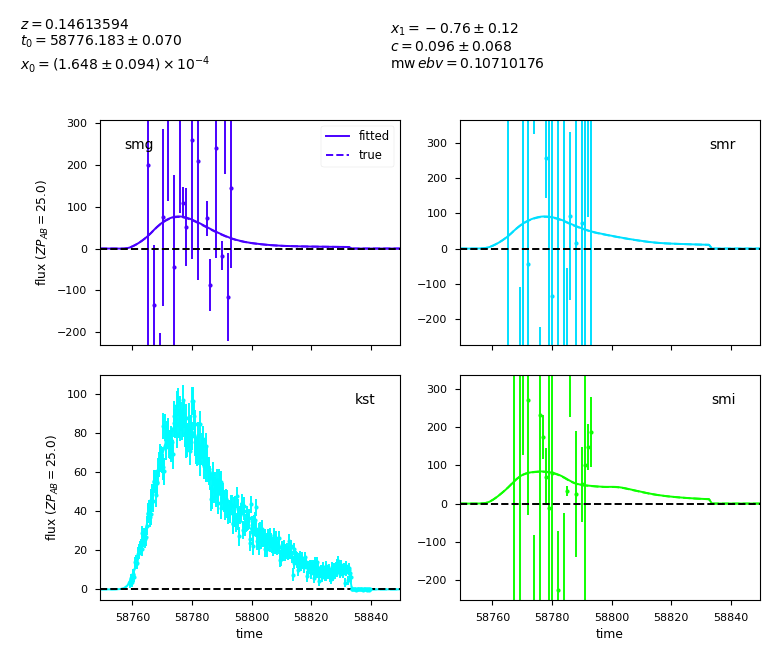 z = 0.14613594
t₀ = 58776.183 ± 0.070
x₀ = (1.648 ± 0.094) × 10⁻⁴
x₁ = −0.76 ± 0.12
c = 0.096 ± 0.068
mw ebv = 0.10710176
smg
fitted
true
300
200
100
0
−100
−200
flux (ZP_AB = 25.0)
smr
300
200
100
0
−100
−200
kst
100
80
60
40
20
0
flux (ZP_AB = 25.0)
58760 58780 58800 58820 58840
time
smi
300
200
100
0
−100
−200
58760 58780 58800 58820 58840
time